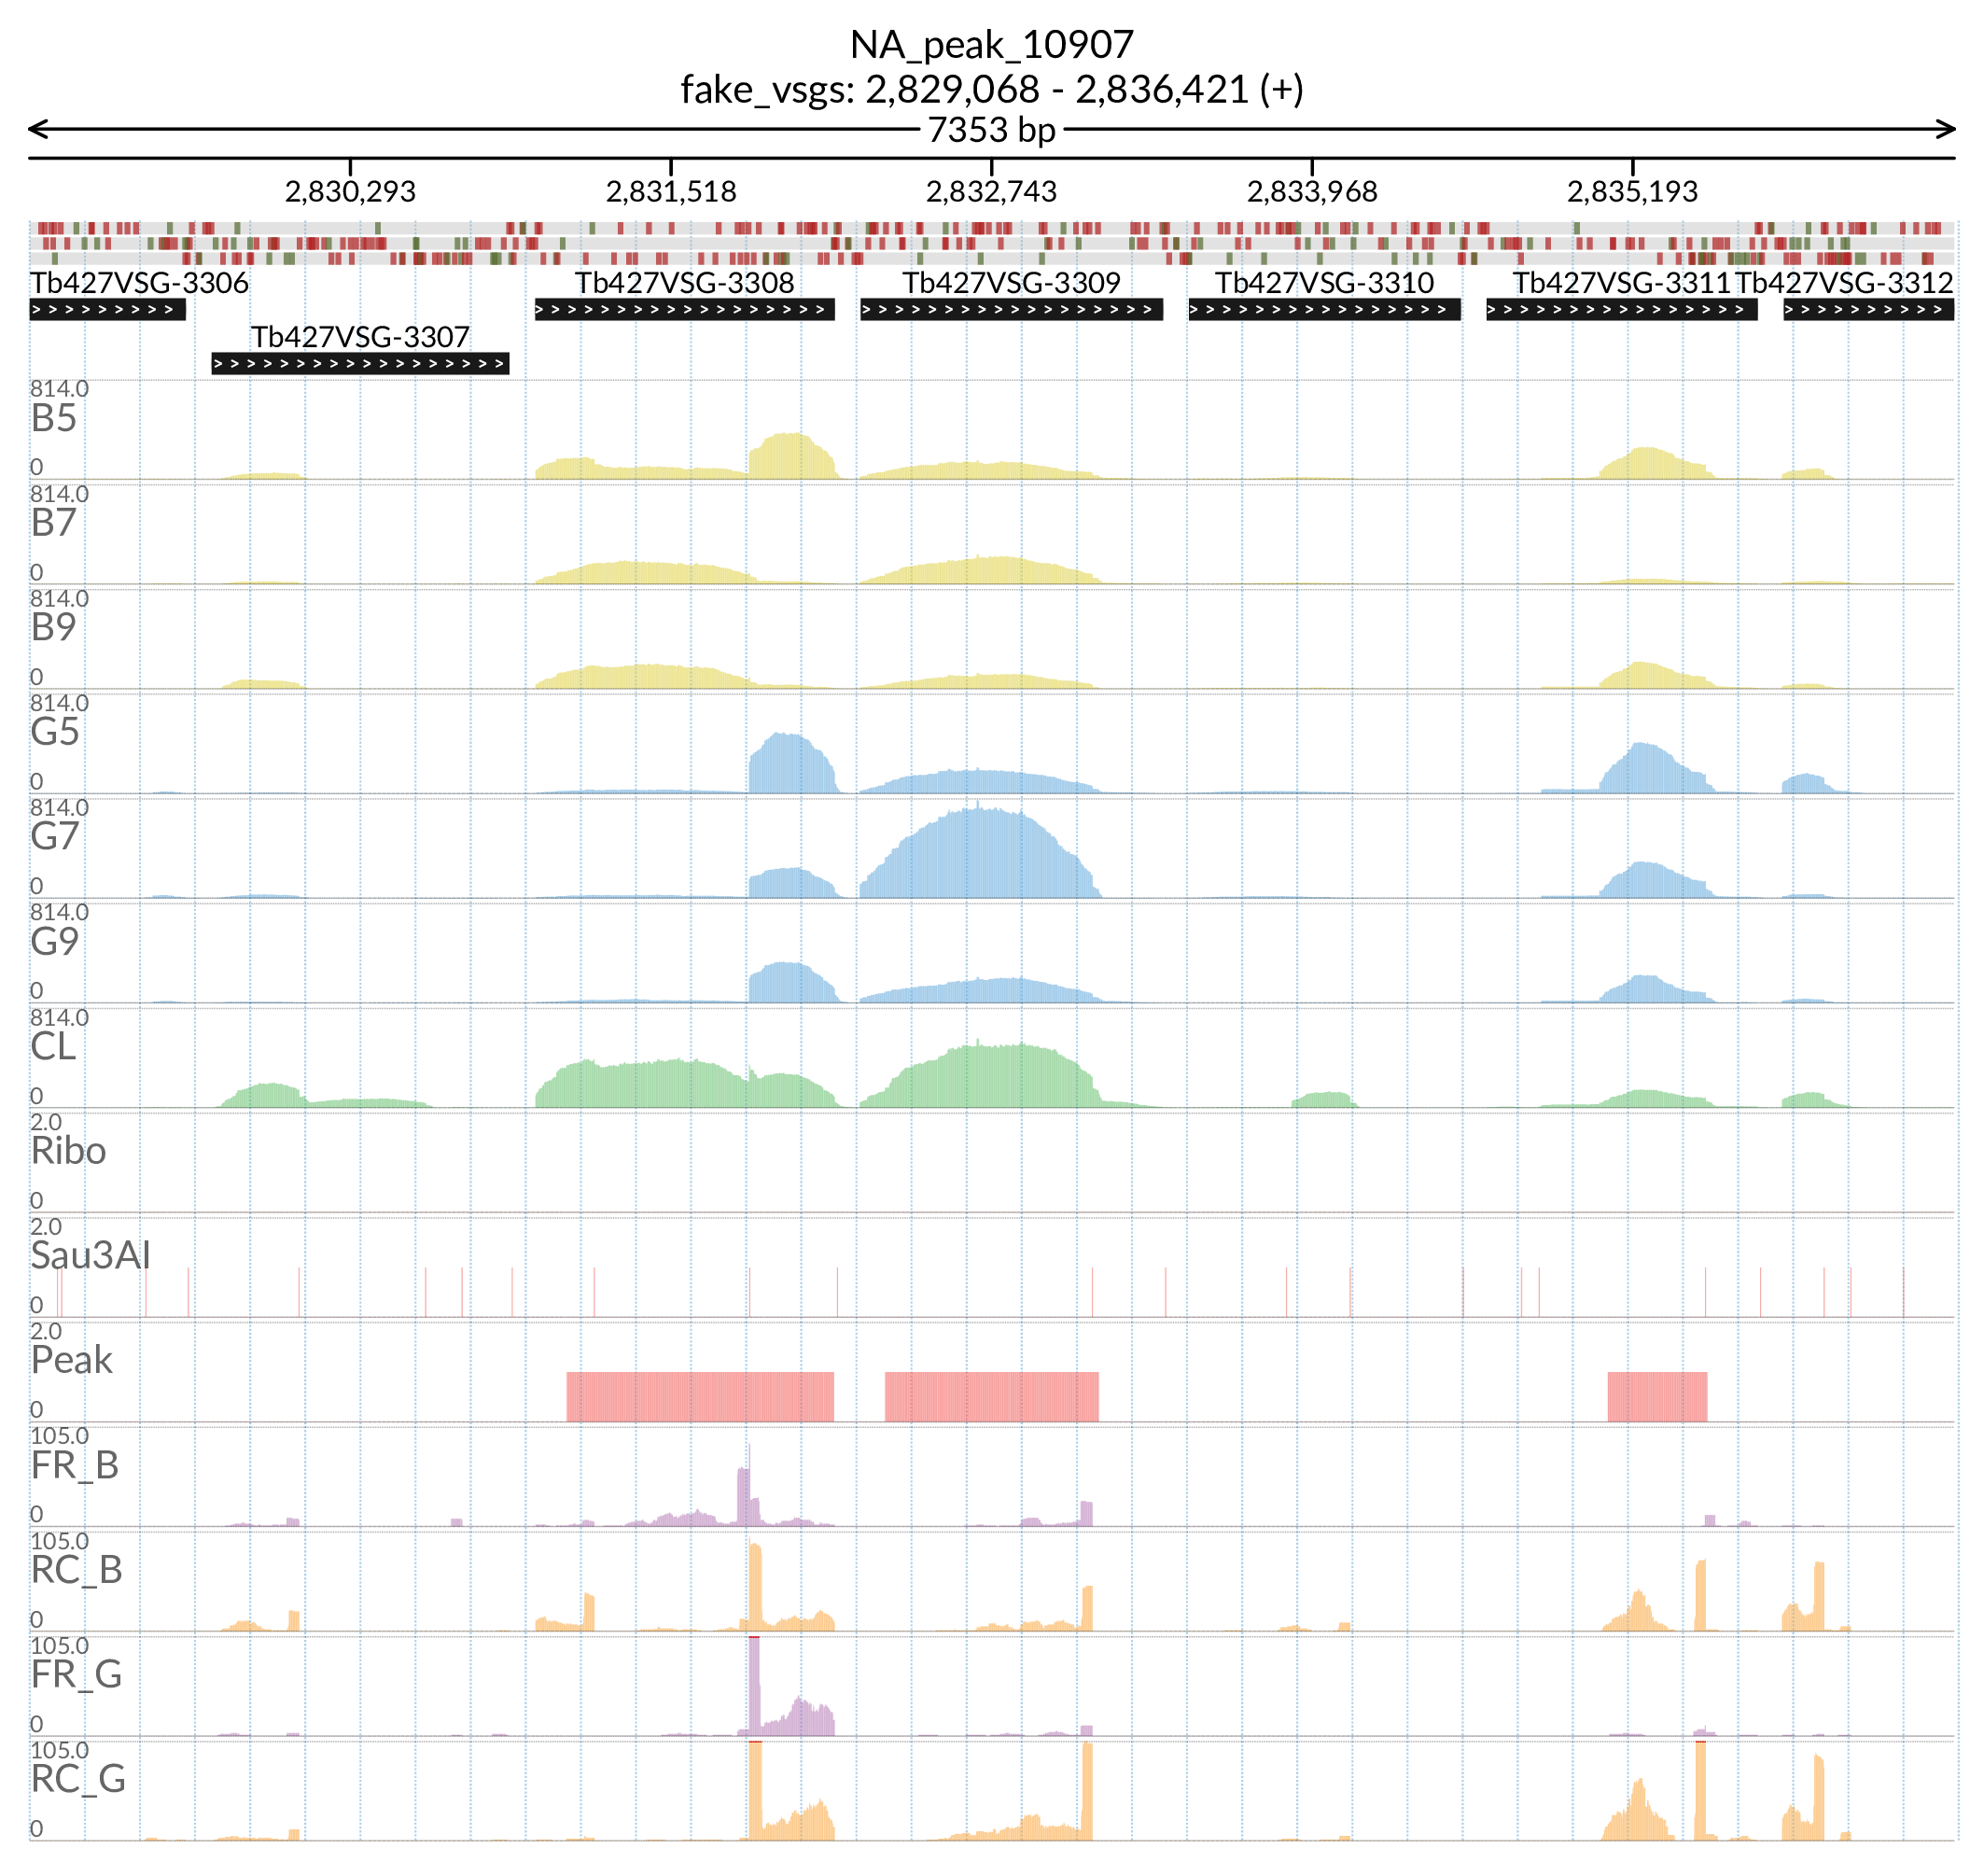 NA_peak_10907
fake_vsgs: 2,829,068 - 2,836,421 (+)
7353 bp
2,830,293 2,831,518 2,832,743 2,833,968 2,835,193
Tb427VSG-3306 Tb427VSG-3308 Tb427VSG-3309 Tb427VSG-3310 Tb427VSG-3311 Tb427VSG-3312
Tb427VSG-3307
814.0
B5
0
814.0
B7
0
814.0
B9
0
814.0
G5
0
814.0
G7
0
814.0
G9
0
814.0
CL
0
2.0
Ribo
0
2.0
Sau3AI
0
2.0
Peak
0
105.0
FR_B
0
105.0
RC_B
0
105.0
FR_G
0
105.0
RC_G
0